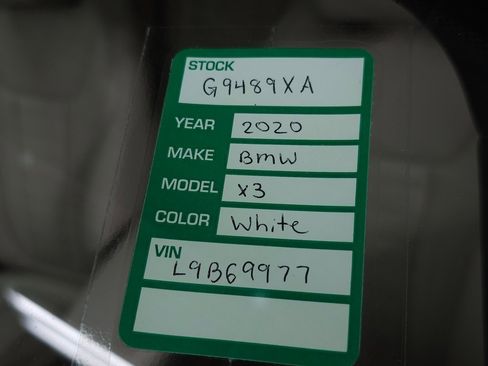 STOCK
G9489XA
YEAR 2020
MAKE BMW
MODEL X3
COLOR White
VIN
L9B69977